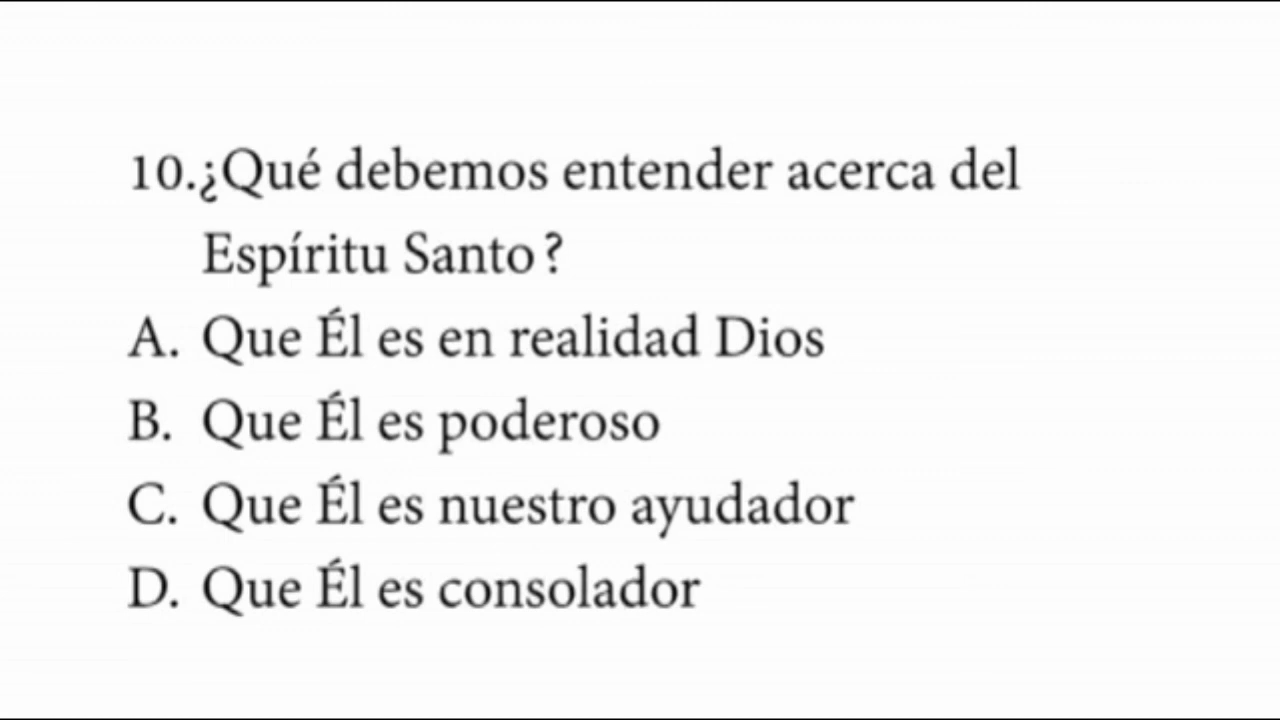 10.¿Qué debemos entender acerca del
Espíritu Santo?
A. Que Él es en realidad Dios
B. Que Él es poderoso
C. Que Él es nuestro ayudador
D. Que Él es consolador